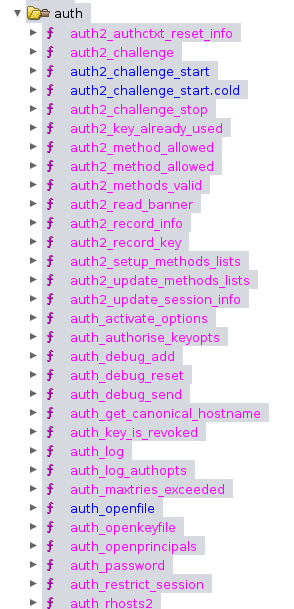 auth
auth2_authctxt_reset_info
auth2_challenge
auth2_challenge_start
auth2_challenge_start.cold
auth2_challenge_stop
auth2_key_already_used
auth2_method_allowed
auth2_method_allowed
auth2_methods_valid
auth2_read_banner
auth2_record_info
auth2_record_key
auth2_setup_methods_lists
auth2_update_methods_lists
auth2_update_session_info
auth_activate_options
auth_authorise_keyopts
auth_debug_add
auth_debug_reset
auth_debug_send
auth_get_canonical_hostname
auth_key_is_revoked
auth_log
auth_log_authopts
auth_maxtries_exceeded
auth_openfile
auth_openkeyfile
auth_openprincipals
auth_password
auth_restrict_session
auth_rhosts2